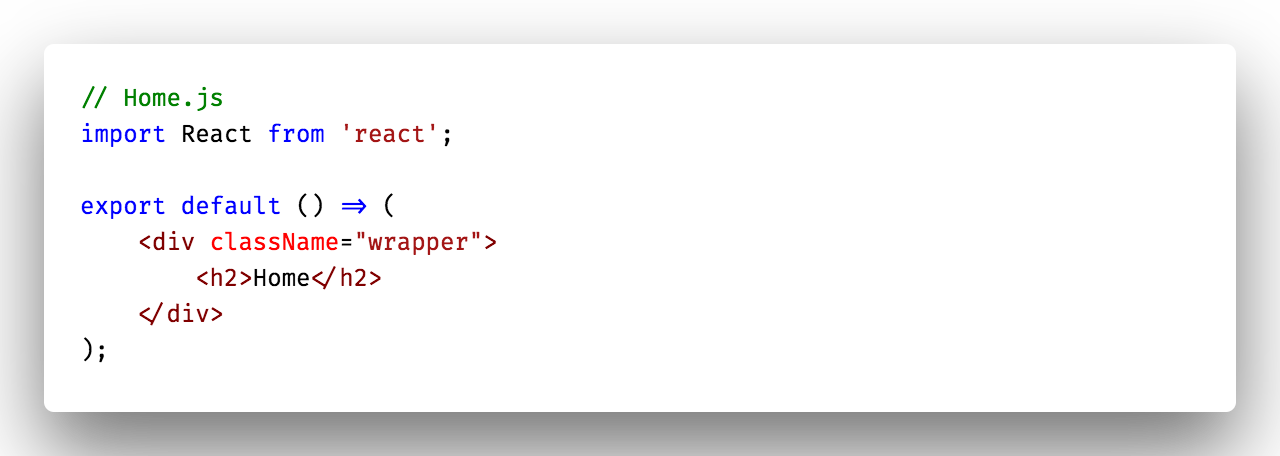 // Home.js
import React from 'react';

export default () => (
    <div className="wrapper">
        <h2>Home</h2>
    </div>
);